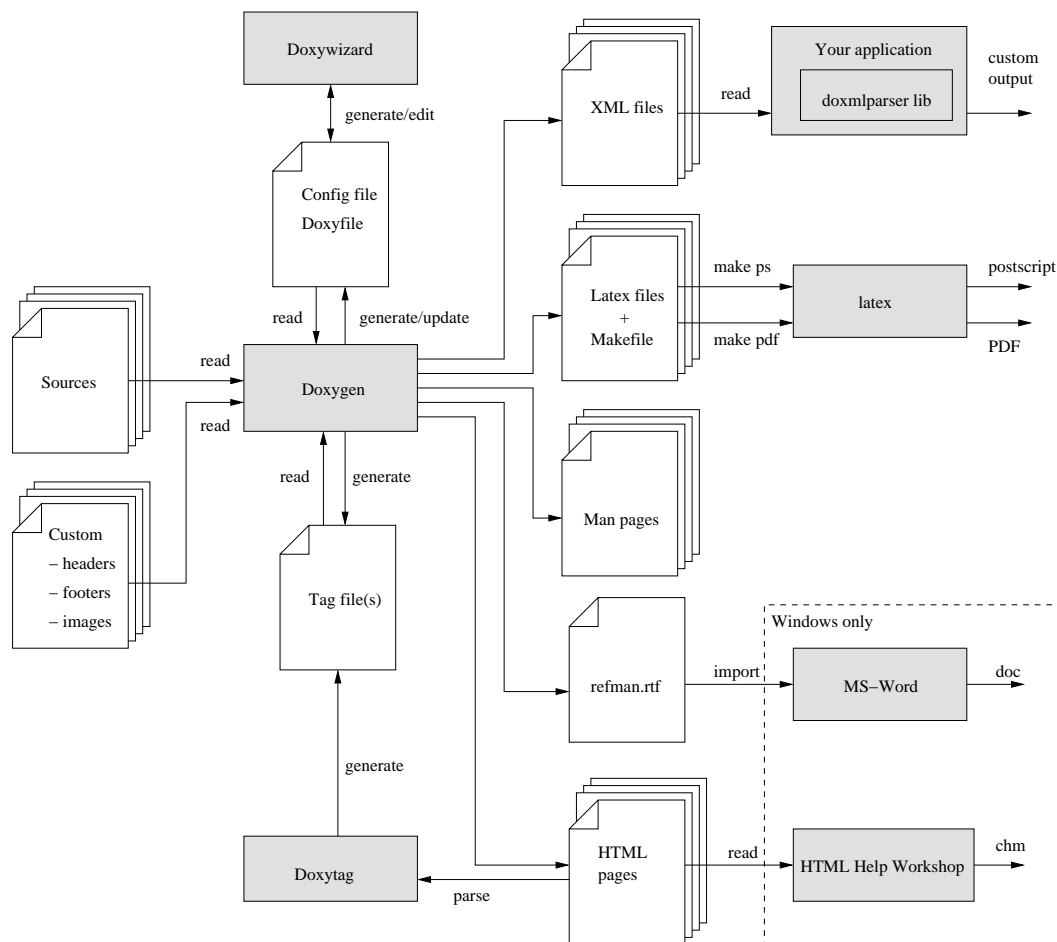 Doxywizard
generate/edit
Config file
Doxyfile
read
generate/update
Sources
read
Custom
– headers
– footers
– images
read
Doxygen
read
generate
Tag file(s)
generate
Doxytag
parse
XML files
read
Your application
doxmlparser lib
custom
output
Latex files
+
Makefile
make ps
make pdf
latex
postscript
PDF
Man pages
refman.rtf
import
Windows only
MS–Word
doc
HTML
pages
read
HTML Help Workshop
chm